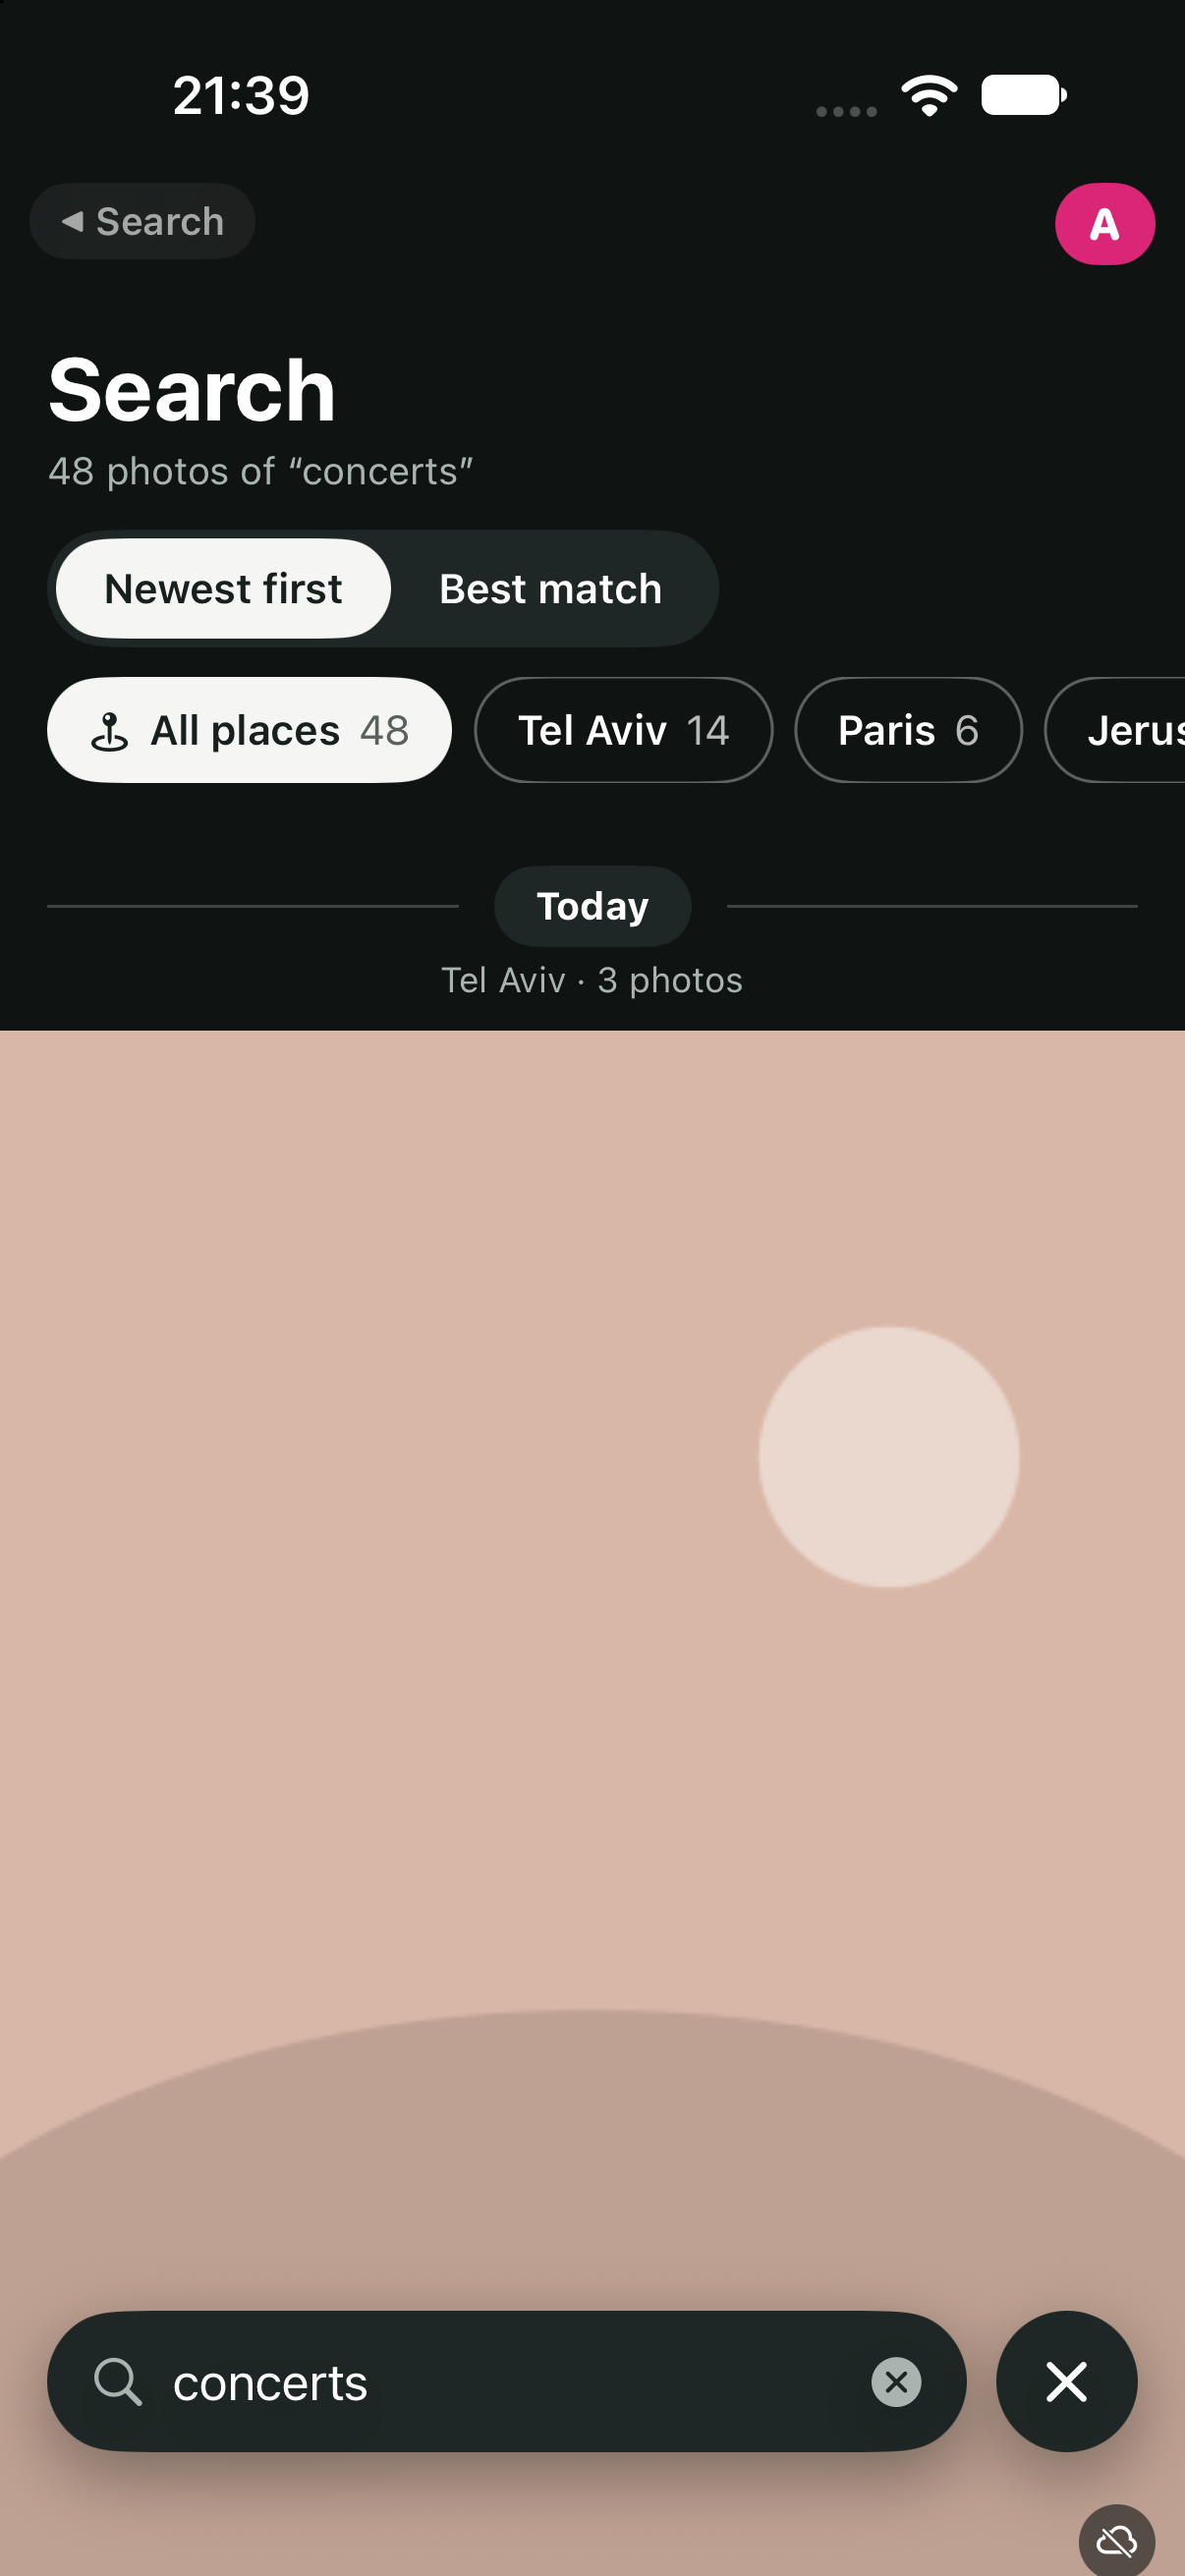 21:39
◀ Search
A
Search
48 photos of “concerts”
Newest first Best match
All places 48 Tel Aviv 14 Paris 6 Jerus
Today
Tel Aviv · 3 photos
concerts